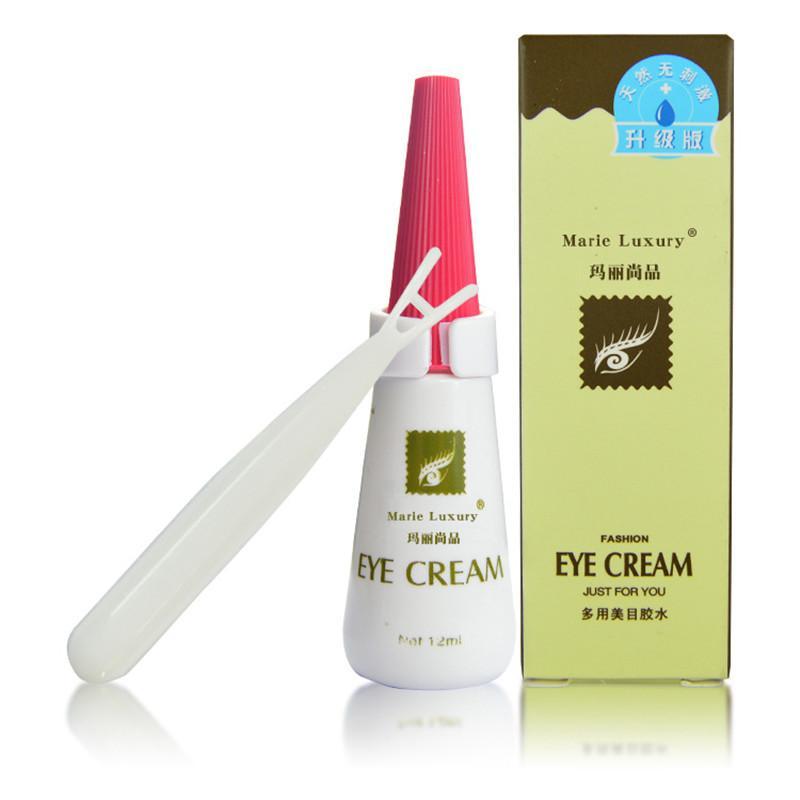 Marie Luxury®
玛丽尚品
EYE CREAM
Net 12ml
天然无刺激
升级版
Marie Luxury®
玛丽尚品
FASHION
EYE CREAM
JUST FOR YOU
多用美目胶水